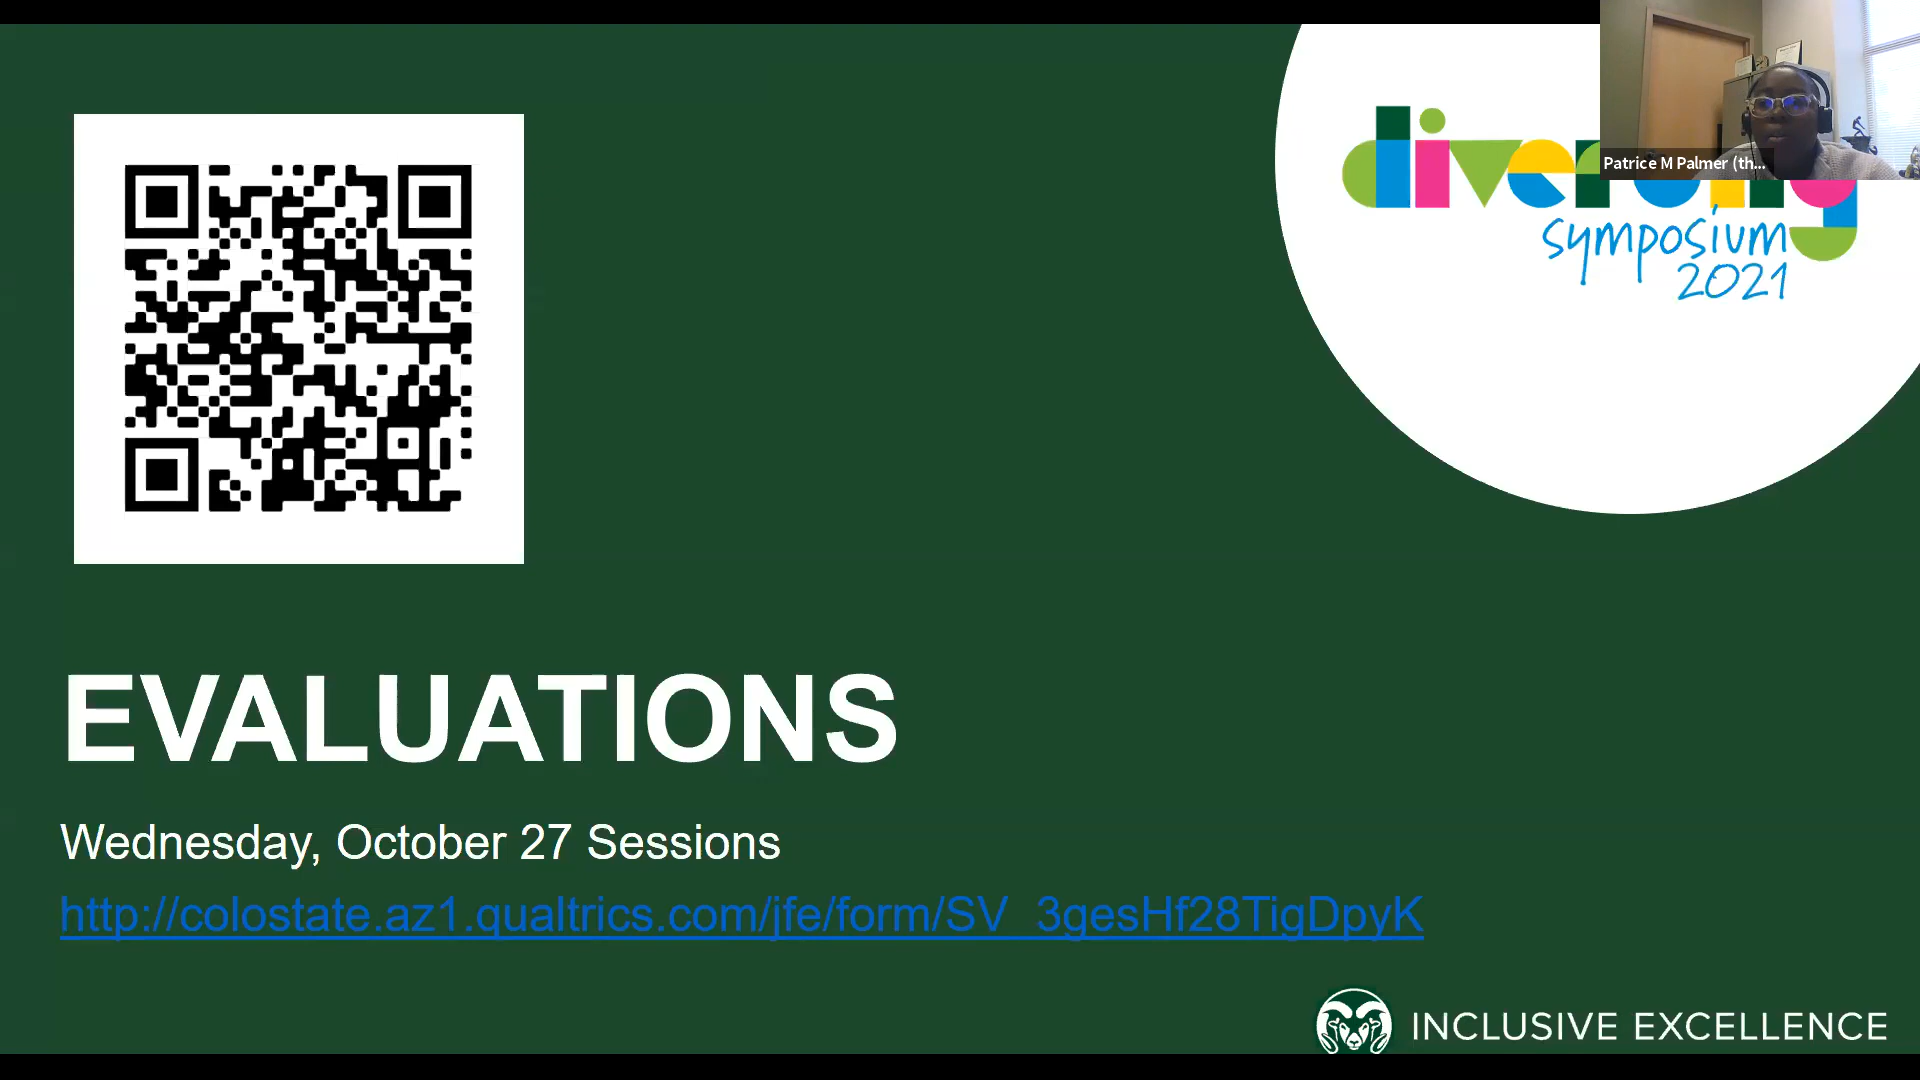 symposium
2021
Patrice M Palmer (th...
EVALUATIONS
Wednesday, October 27 Sessions
http://colostate.az1.qualtrics.com/jfe/form/SV_3gesHf28TigDpyK
INCLUSIVE EXCELLENCE